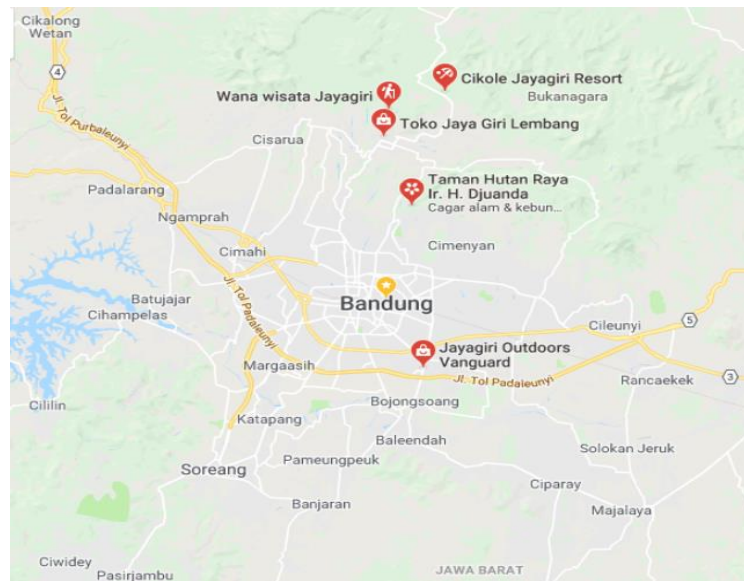 Cikalong
Wetan
4
Cikole Jayagiri Resort
Wana wisata Jayagiri
Bukanagara
Jl. Tol Purbaleunyi
Toko Jaya Giri Lembang
Cisarua
Taman Hutan Raya
Ir. H. Djuanda
Cagar alam & kebun...
Padalarang
Ngamprah
Cimahi
Cimenyan
Jl. Tol Padaleunyi
Batujajar
Bandung
Cihampelas
Cileunyi
5
Jayagiri Outdoors
Vanguard
Margaasih
Jl. Tol Padaleunyi
Rancaekek
3
Cililin
Bojongsoang
Katapang
Baleendah
Solokan Jeruk
Soreang
Pameungpeuk
Ciparay
Banjaran
Majalaya
Ciwidey
Pasirjambu
JAWA BARAT